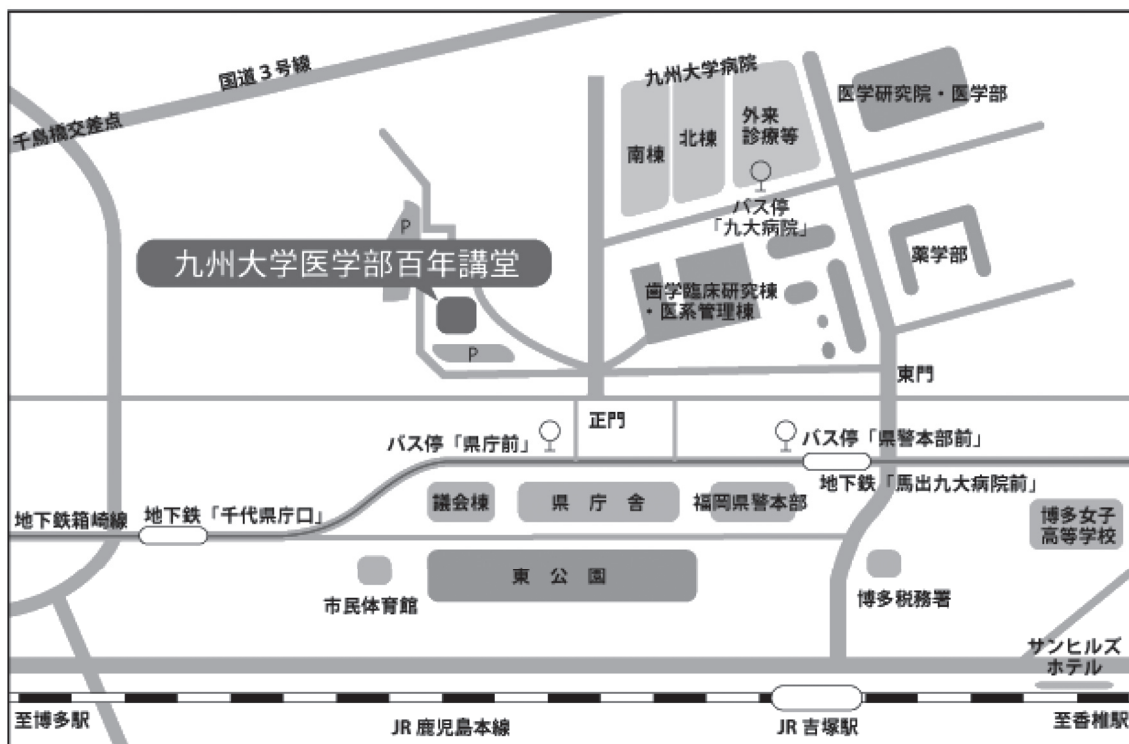 国道3号線
千鳥橋交差点
九州大学病院
南棟
北棟
外来
診療等
医学研究院・医学部
バス停
「九大病院」
薬学部
P
九州大学医学部百年講堂
歯学臨床研究棟
・医系管理棟
P
東門
正門
バス停「県庁前」
バス停「県警本部前」
地下鉄「馬出九大病院前」
議会棟
県庁舎
福岡県警本部
地下鉄箱崎線
地下鉄「千代県庁口」
博多女子
高等学校
東公園
市民体育館
博多税務署
サンヒルズ
ホテル
至博多駅
JR鹿児島本線
JR吉塚駅
至香椎駅